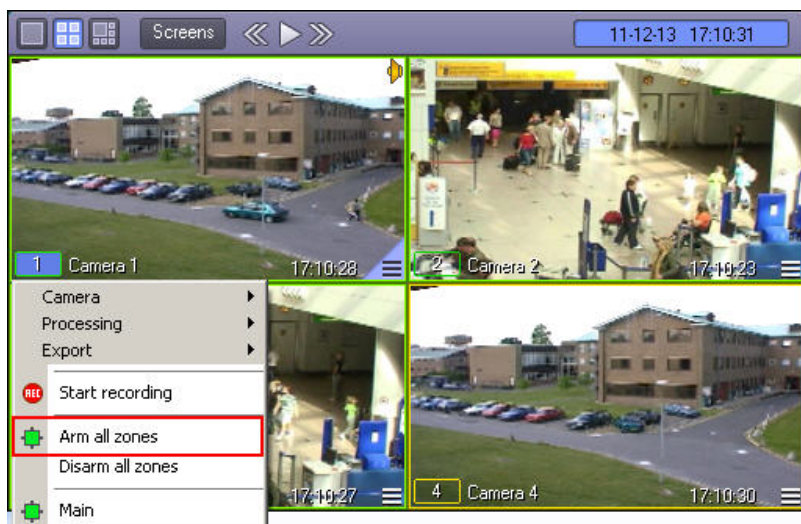 Screens
11-12-13 17:10:31
1 Camera 1 17:10:28
2 Camera 2 17:10:23
Camera
Processing
Export
REC Start recording
Arm all zones
Disarm all zones
Main
17:10:27
4 Camera 4 17:10:30